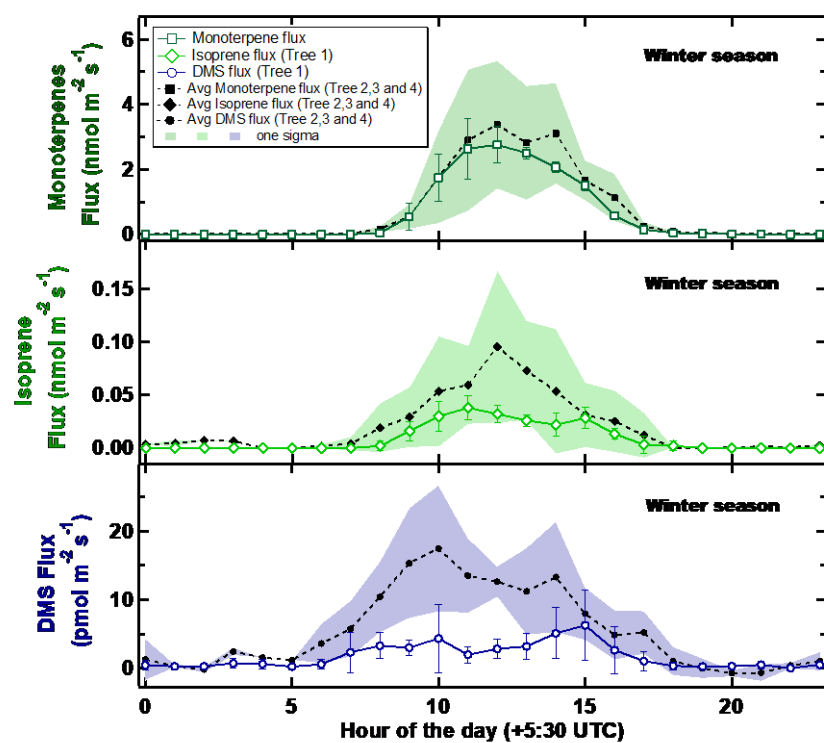 Monoterpenes
Flux (nmol m⁻² s⁻¹)
6
4
2
0
Monoterpene flux
Isoprene flux (Tree 1)
DMS flux (Tree 1)
Avg Monoterpene flux (Tree 2,3 and 4)
Avg Isoprene flux (Tree 2,3 and 4)
Avg DMS flux (Tree 2,3 and 4)
one sigma
Winter season
Isoprene
Flux (nmol m⁻² s⁻¹)
0.15
0.10
0.05
0.00
Winter season
DMS Flux
(pmol m⁻² s⁻¹)
20
10
0
Winter season
0 5 10 15 20
Hour of the day (+5:30 UTC)